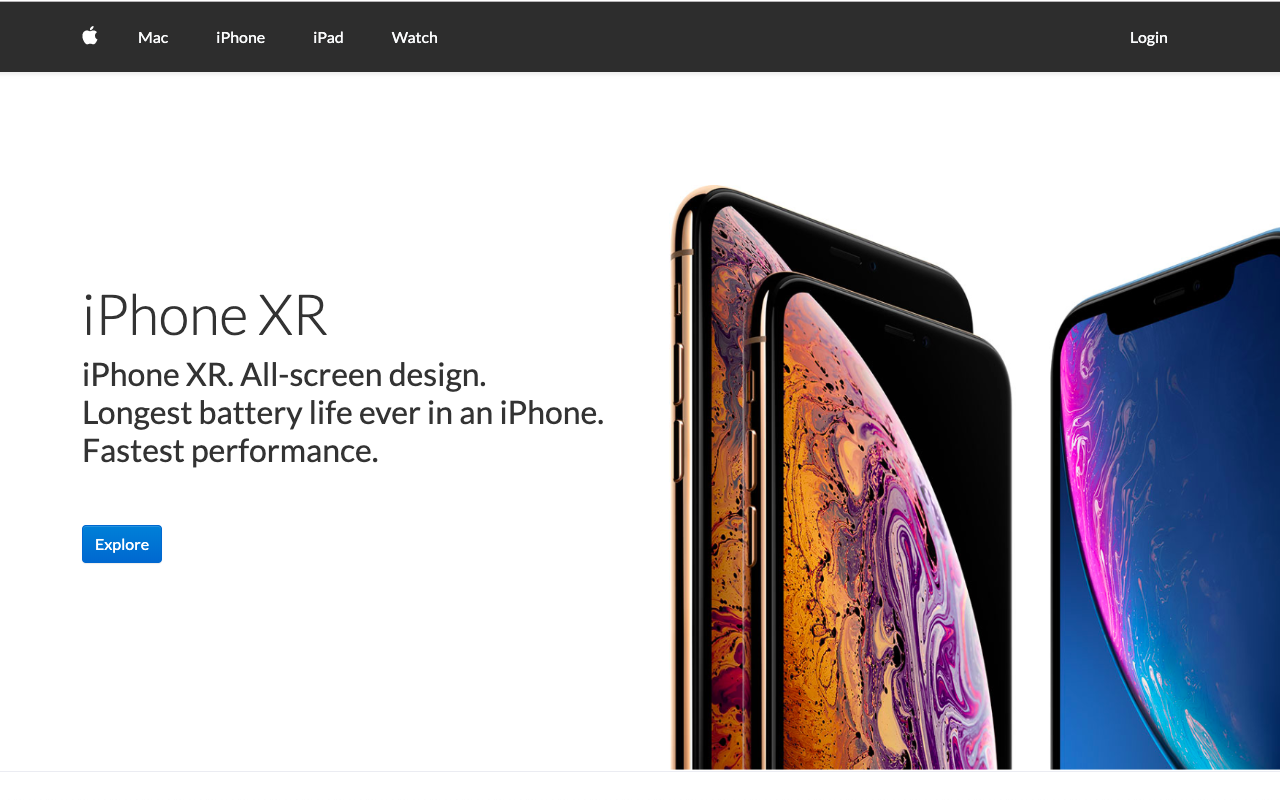 Mac
iPhone
iPad
Watch
Login
iPhone XR
iPhone XR. All-screen design.
Longest battery life ever in an iPhone.
Fastest performance.
Explore